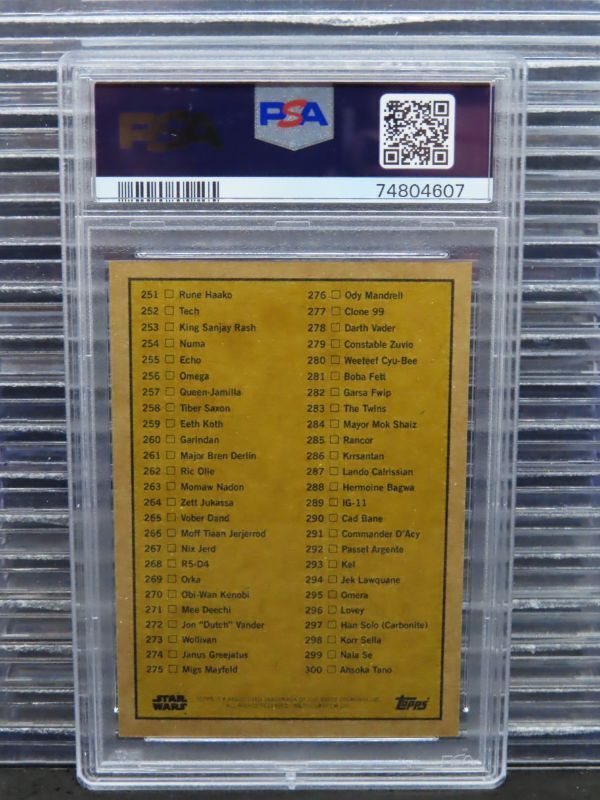 PSA
PSA
74804607
251 Rune Haako
252 Tech
253 King Sanjay Rash
254 Numa
255 Echo
256 Omega
257 Queen Jamilla
258 Tiber Saxon
259 Eeth Koth
260 Garindan
261 Major Bren Derlin
262 Ric Olie
263 Momaw Nadon
264 Zett Jukassa
265 Vober Dand
266 Moff Tiaan Jerjerrod
267 Nix Jerd
268 R5-D4
269 Orka
270 Obi-Wan Kenobi
271 Mee Deechi
272 Jon "Dutch" Vander
273 Wollivan
274 Janus Greejatus
275 Migs Mayfeld
276 Ody Mandrell
277 Clone 99
278 Darth Vader
279 Constable Zuvio
280 Weeteef Cyu-Bee
281 Boba Fett
282 Garsa Fwip
283 The Twins
284 Mayor Mok Shaiz
285 Rancor
286 Krrsantan
287 Lando Calrissian
288 Hermoine Bagwa
289 IG-11
290 Cad Bane
291 Commander D'Acy
292 Passel Argente
293 Kel
294 Jek Lawquane
295 Omera
296 Lovey
297 Han Solo (Carbonite)
298 Korr Sella
299 Nala Se
300 Ahsoka Tano
STAR
WARS
Topps